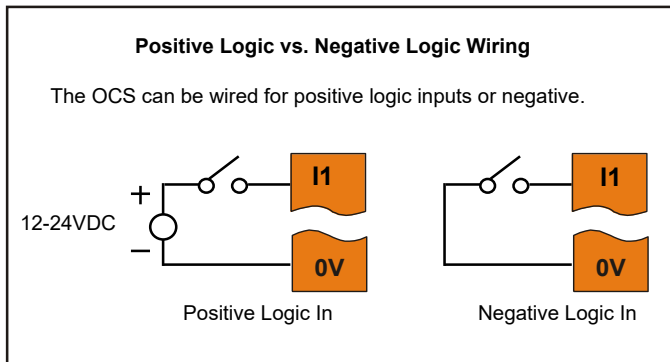 Positive Logic vs. Negative Logic Wiring
The OCS can be wired for positive logic inputs or negative.
I1
I1
+
12-24VDC
–
0V
0V
Positive Logic In
Negative Logic In